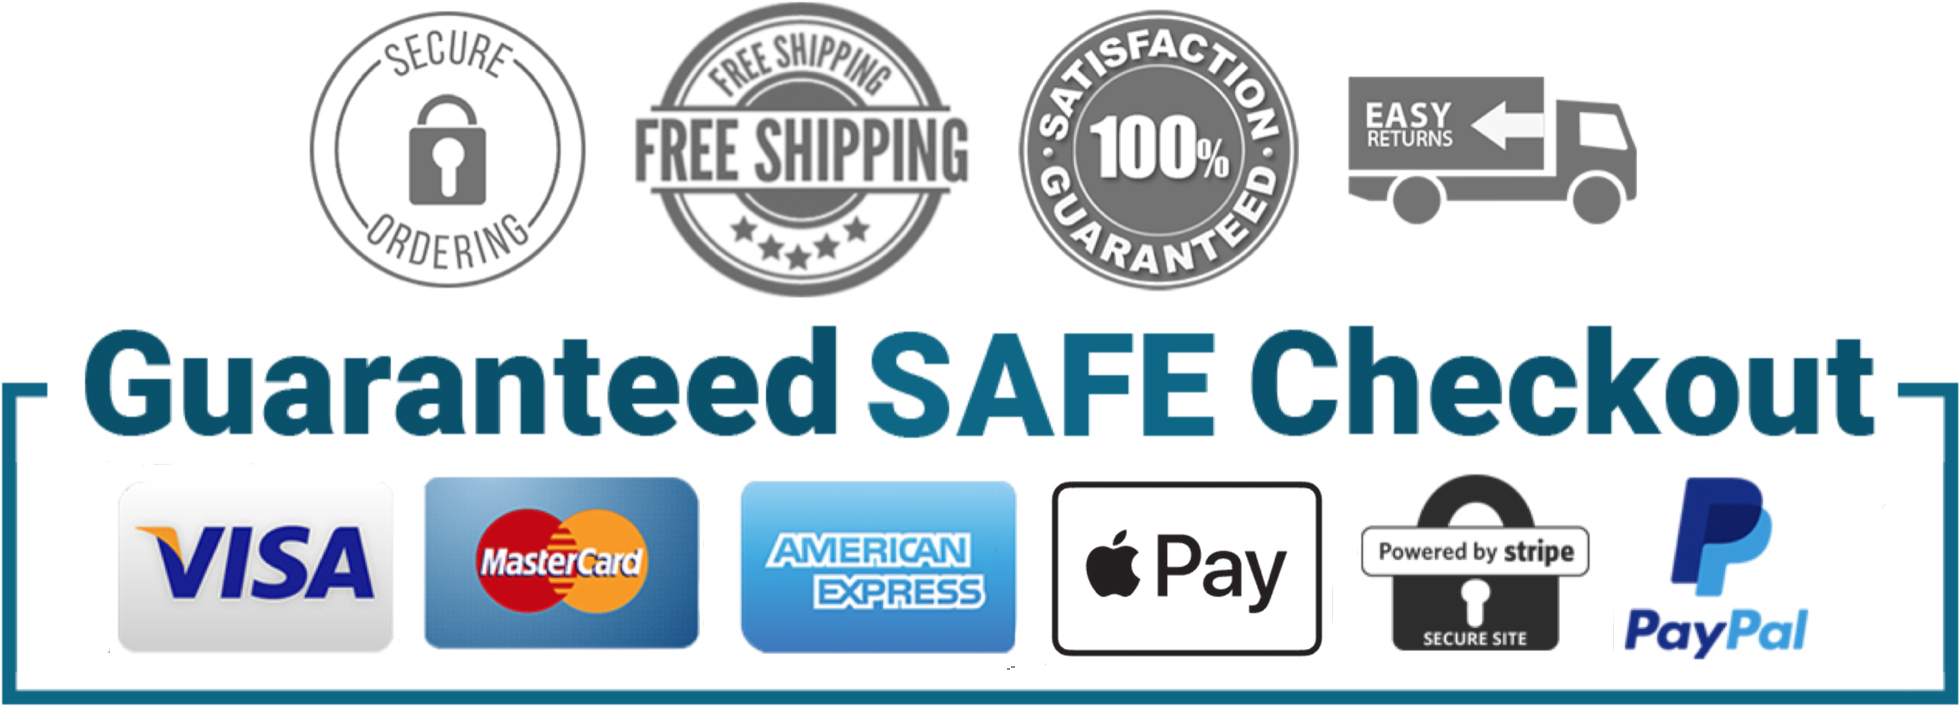 SECURE
ORDERING
FREE SHIPPING
FREE SHIPPING
SATISFACTION
100%
GUARANTEED
EASY
RETURNS
Guaranteed SAFE Checkout
VISA
MasterCard
AMERICAN
EXPRESS
Pay
Powered by stripe
SECURE SITE
PayPal